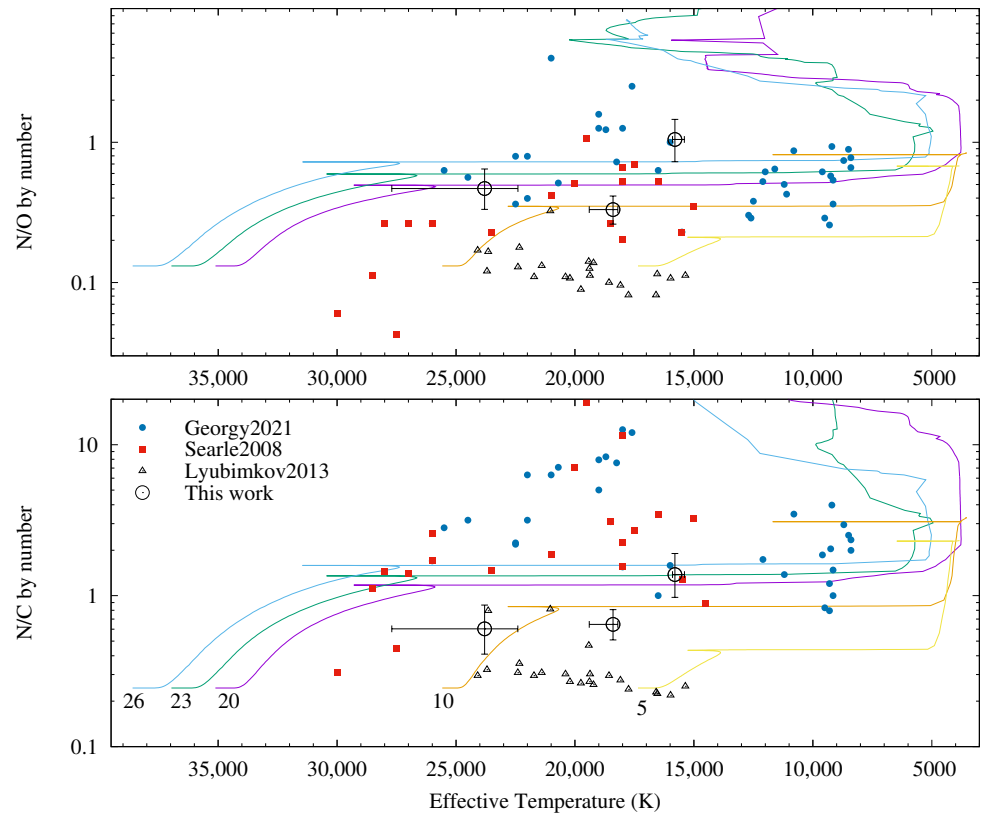 N/O by number
1
0.1
35,000 30,000 25,000 20,000 15,000 10,000 5000
N/C by number
10
1
0.1
Georgy2021
Searle2008
Lyubimkov2013
This work
26 23 20 10 5
35,000 30,000 25,000 20,000 15,000 10,000 5000
Effective Temperature (K)